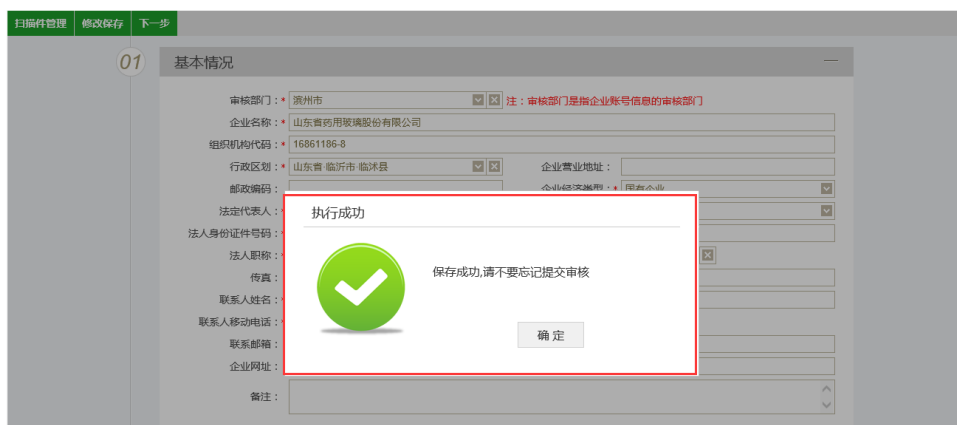 扫描件管理 修改保存 下一步
01 基本情况
审核部门：* 滨州市 注：审核部门是指企业账号信息的审核部门
企业名称：* 山东省药用玻璃股份有限公司
组织机构代码：* 16861186-8
行政区划：* 山东省·临沂市·临沭县 企业营业地址：
邮政编码： 企业经济类型：* 国有企业
法定代表人：*
执行成功
法人身份证件号码：*
法人职称：*
保存成功,请不要忘记提交审核
传真：
联系人姓名：*
联系人移动电话：*
确 定
联系邮箱：
企业网址：
备注：